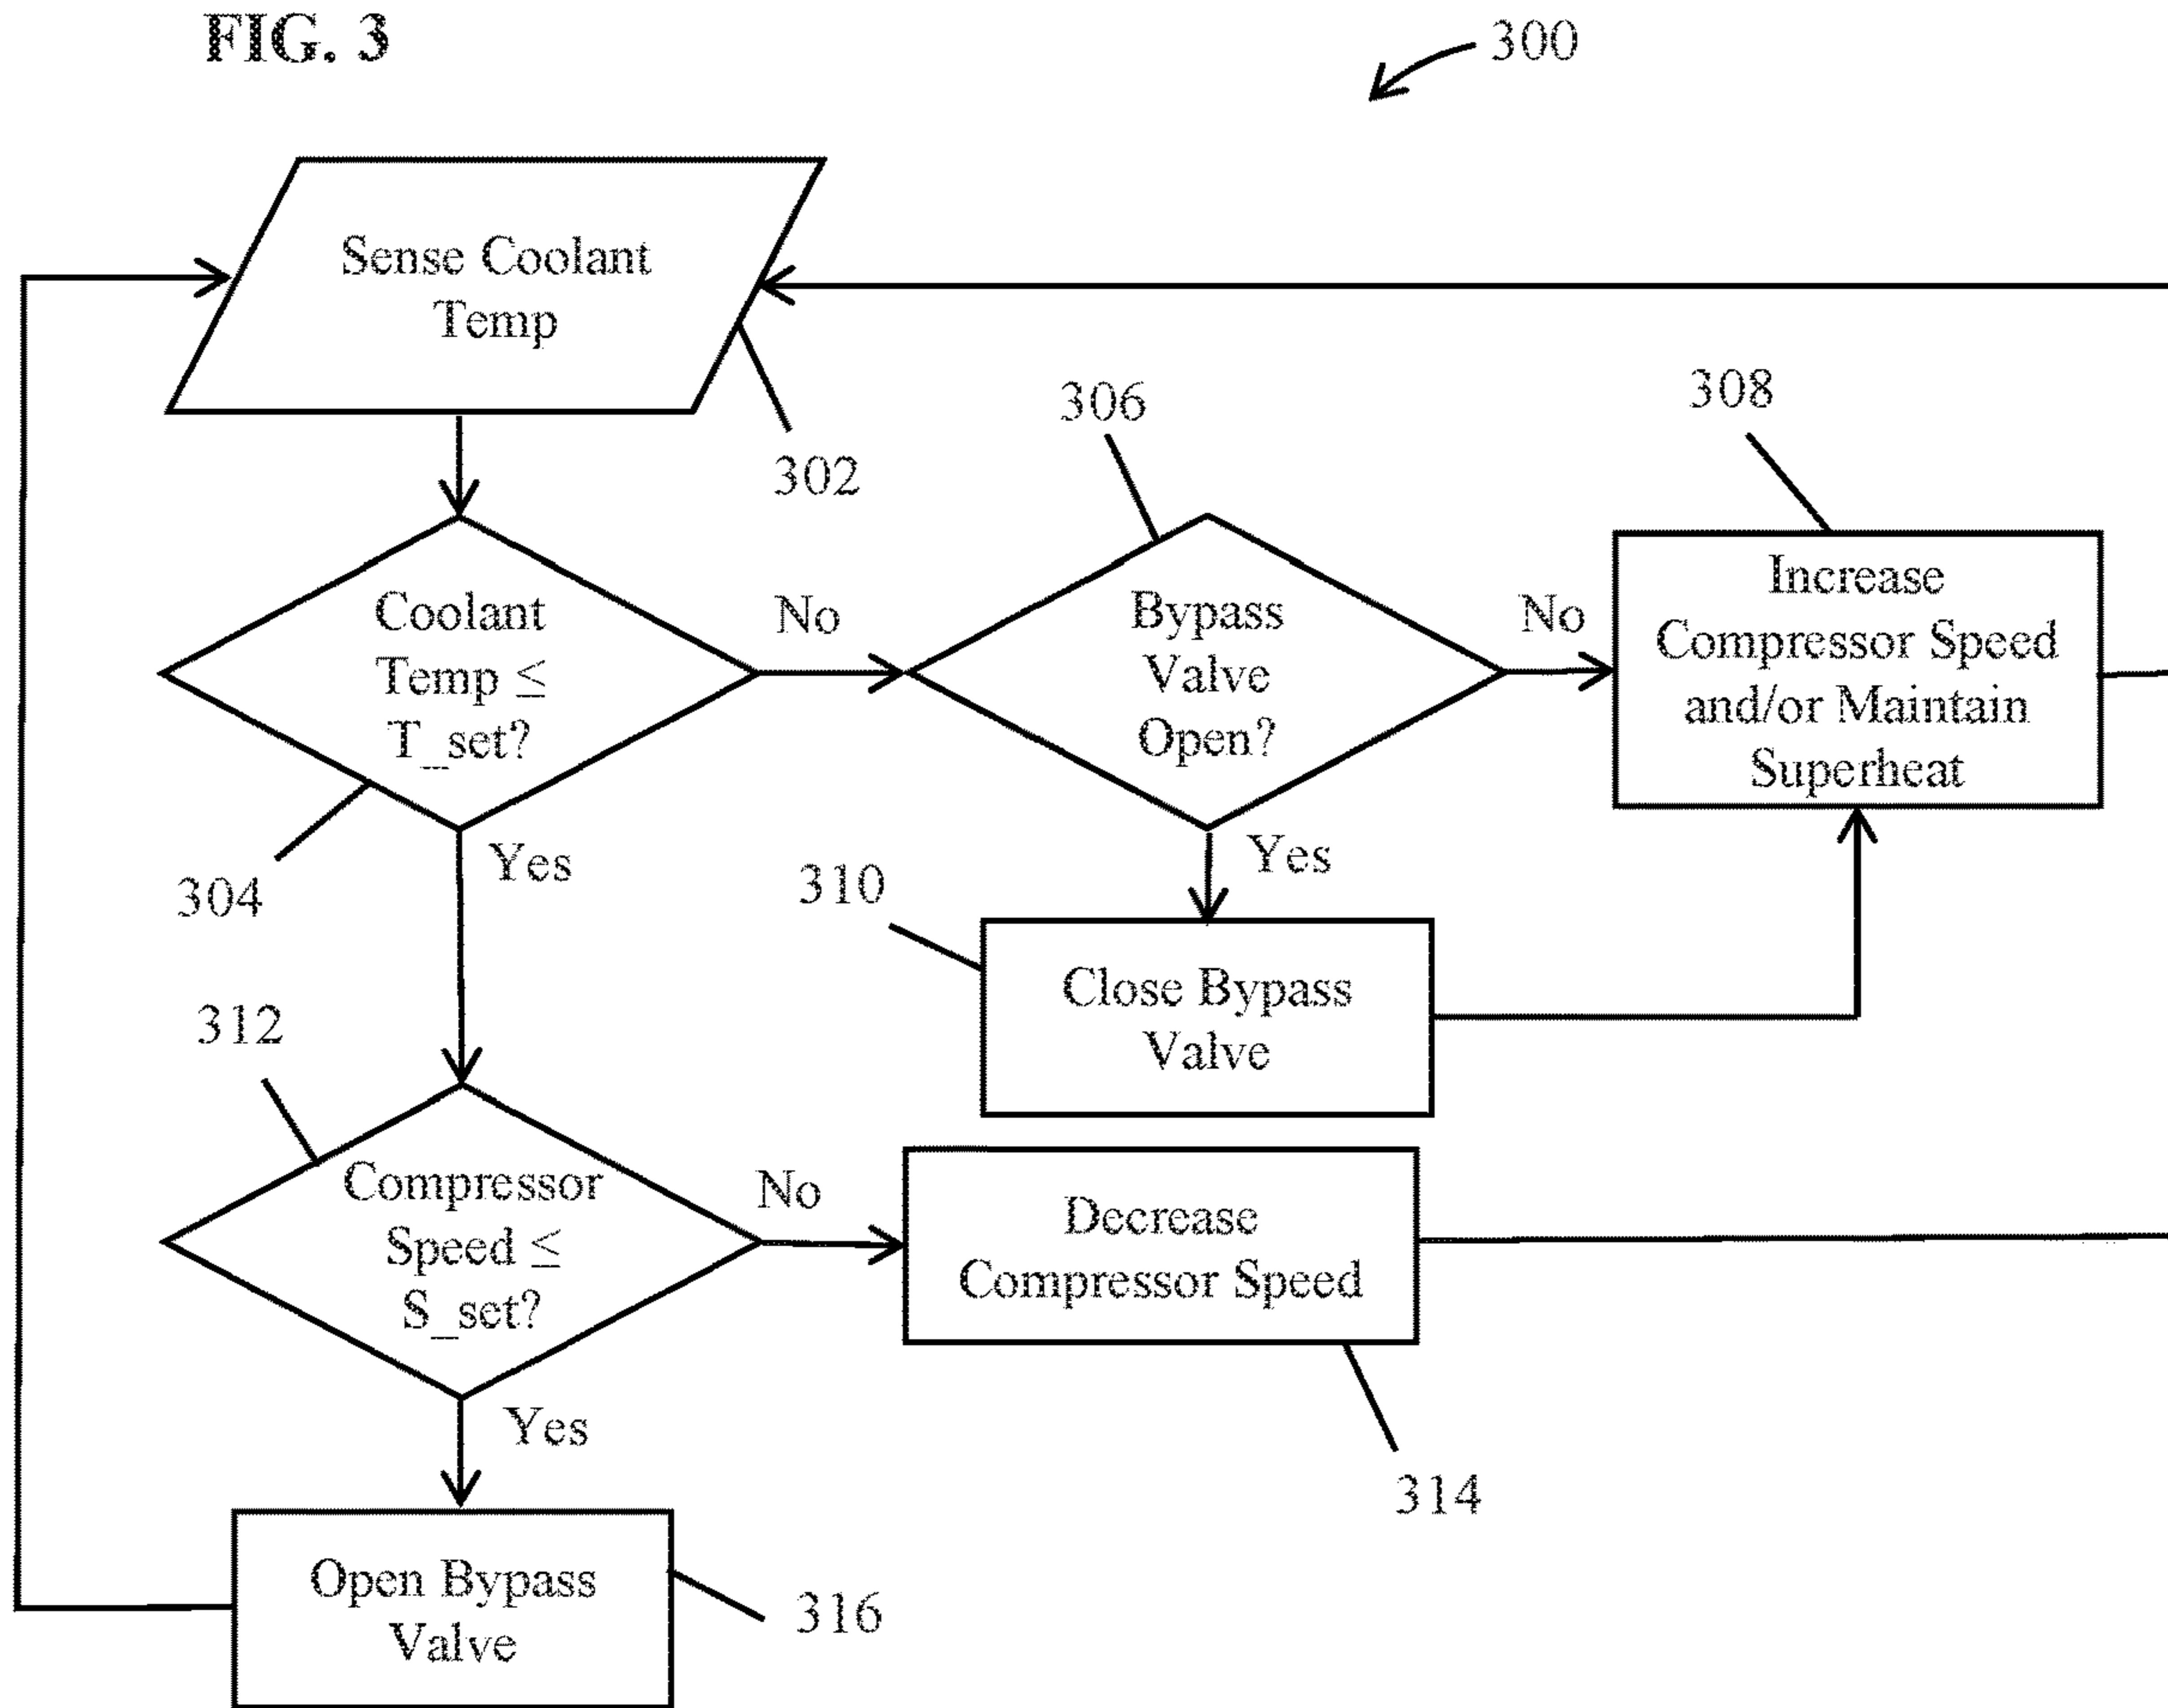 FIG. 3
300
Sense Coolant
Temp
302
306
308
Coolant
Temp ≤
T_set?
No
304
Yes
Bypass
Valve
Open?
No
Yes
Increase
Compressor Speed
and/or Maintain
Superheat
310
Close Bypass
Valve
312
Compressor
Speed ≤
S_set?
No
Yes
Decrease
Compressor Speed
314
Open Bypass
Valve
316